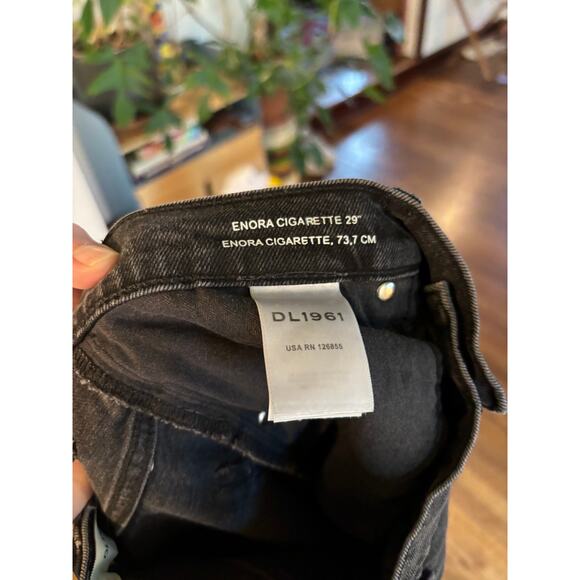 ENORA CIGARETTE 29"
ENORA CIGARETTE, 73,7 CM
DL1961
USA RN 126855